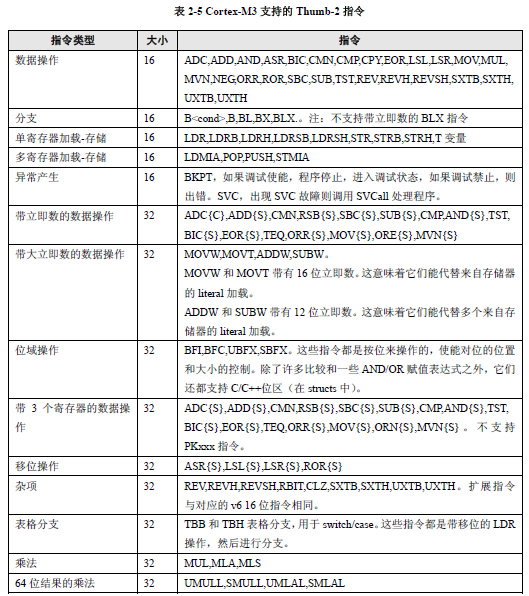 表 2-5 Cortex-M3 支持的 Thumb-2 指令
指令类型 大小 指令
数据操作 16 ADC,ADD,AND,ASR,BIC,CMN,CMP,CPY,EOR,LSL,LSR,MOV,MUL,
MVN,NEG,ORR,ROR,SBC,SUB,TST,REV,REVH,REVSH,SXTB,SXTH,
UXTB,UXTH
分支 16 B<cond>,B,BL,BX,BLX.。注：不支持带立即数的 BLX 指令
单寄存器加载-存储 16 LDR,LDRB,LDRH,LDRSB,LDRSH,STR,STRB,STRH,T 变量
多寄存器加载-存储 16 LDMIA,POP,PUSH,STMIA
异常产生 16 BKPT，如果调试使能，程序停止，进入调试状态，如果调试禁止，则
出错。SVC，出现 SVC 故障则调用 SVCall 处理程序。
带立即数的数据操作 32 ADC{C},ADD{S},CMN,RSB{S},SBC{S},SUB{S},CMP,AND{S},TST,
BIC{S},EOR{S},TEQ,ORR{S},MOV{S},ORE{S},MVN{S}
带大立即数的数据操作 32 MOVW,MOVT,ADDW,SUBW。
MOVW 和 MOVT 带有 16 位立即数。这意味着它们能代替来自存储
器的 literal 加载。
ADDW 和 SUBW 带有 12 位立即数。这意味着它们能代替多个来自存
储器的 literal 加载。
位域操作 32 BFI,BFC,UBFX,SBFX。这些指令都是按位来操作的，使能对位的位置
和大小的控制。除了许多比较和一些 AND/OR 赋值表达式之外，它们
还都支持 C/C++位区（在 structs 中）。
带 3 个寄存器的数据操 32 ADC{S},ADD{S},CMN,RSB{S},SBC{S},SUB{S},CMP,AND{S},TST,
作 BIC{S},EOR{S},TEQ,ORR{S},MOV{S},ORN{S},MVN{S} 。不支持
PKxxx 指令。
移位操作 32 ASR{S},LSL{S},LSR{S},ROR{S}
杂项 32 REV,REVH,REVSH,RBIT,CLZ,SXTB,SXTH,UXTB,UXTH。扩展指令
与对应的 v6 16 位指令相同。
表格分支 32 TBB 和 TBH 表格分支，用于 switch/case。这些指令都是带移位的 LDR
操作，然后进行分支。
乘法 32 MUL,MLA,MLS
64 位结果的乘法 32 UMULL,SMULL,UMLAL,SMLAL